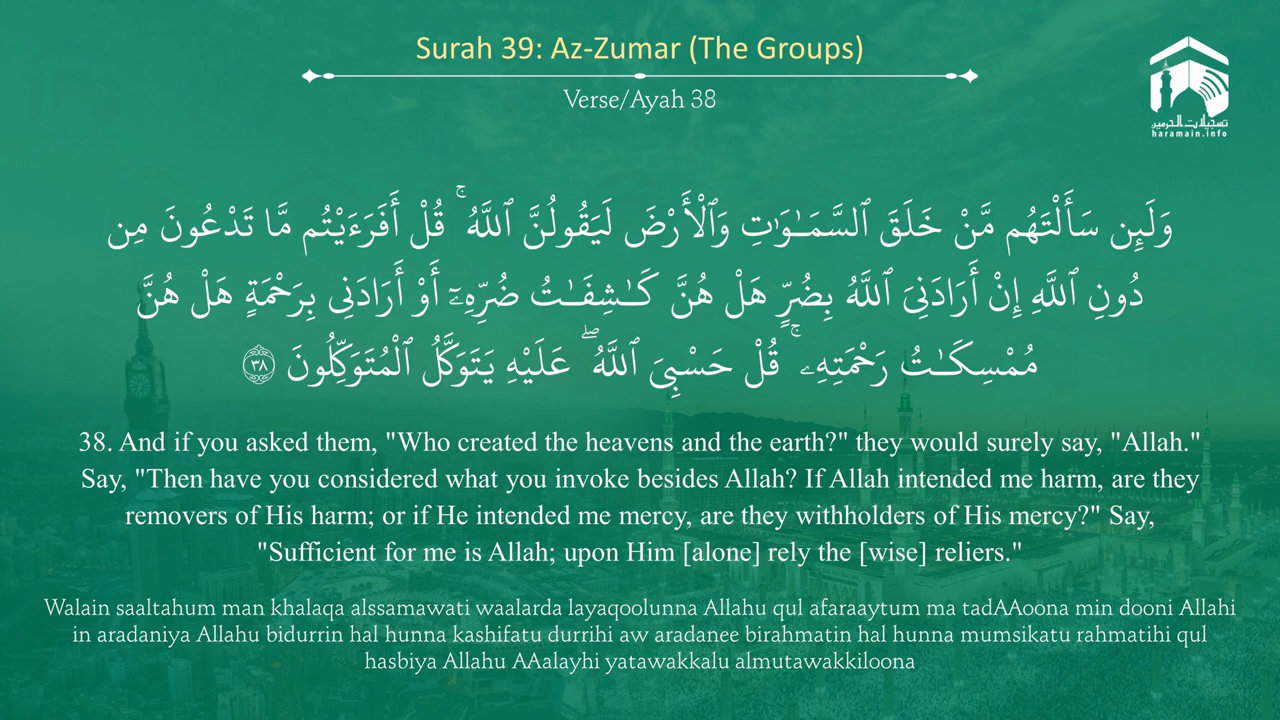 Surah 39: Az-Zumar (The Groups)
Verse/Ayah 38
تسجيلات الحرمين
haramain.info
وَلَئِن سَأَلْتَهُم مَّنْ خَلَقَ ٱلسَّمَـٰوَٰتِ وَٱلْأَرْضَ لَيَقُولُنَّ ٱللَّهُ ۚ قُلْ أَفَرَءَيْتُم مَّا تَدْعُونَ مِن
دُونِ ٱللَّهِ إِنْ أَرَادَنِىَ ٱللَّهُ بِضُرٍّ هَلْ هُنَّ كَـٰشِفَـٰتُ ضُرِّهِۦٓ أَوْ أَرَادَنِى بِرَحْمَةٍ هَلْ هُنَّ
مُمْسِكَـٰتُ رَحْمَتِهِۦ ۚ قُلْ حَسْبِىَ ٱللَّهُ ۖ عَلَيْهِ يَتَوَكَّلُ ٱلْمُتَوَكِّلُونَ ٣٨
38. And if you asked them, "Who created the heavens and the earth?" they would surely say, "Allah."
Say, "Then have you considered what you invoke besides Allah? If Allah intended me harm, are they
removers of His harm; or if He intended me mercy, are they withholders of His mercy?" Say,
"Sufficient for me is Allah; upon Him [alone] rely the [wise] reliers."
Walain saaltahum man khalaqa alssamawati waalarda layaqoolunna Allahu qul afaraaytum ma tadAAoona min dooni Allahi
in aradaniya Allahu bidurrin hal hunna kashifatu durrihi aw aradanee birahmatin hal hunna mumsikatu rahmatihi qul
hasbiya Allahu AAalayhi yatawakkalu almutawakkiloona